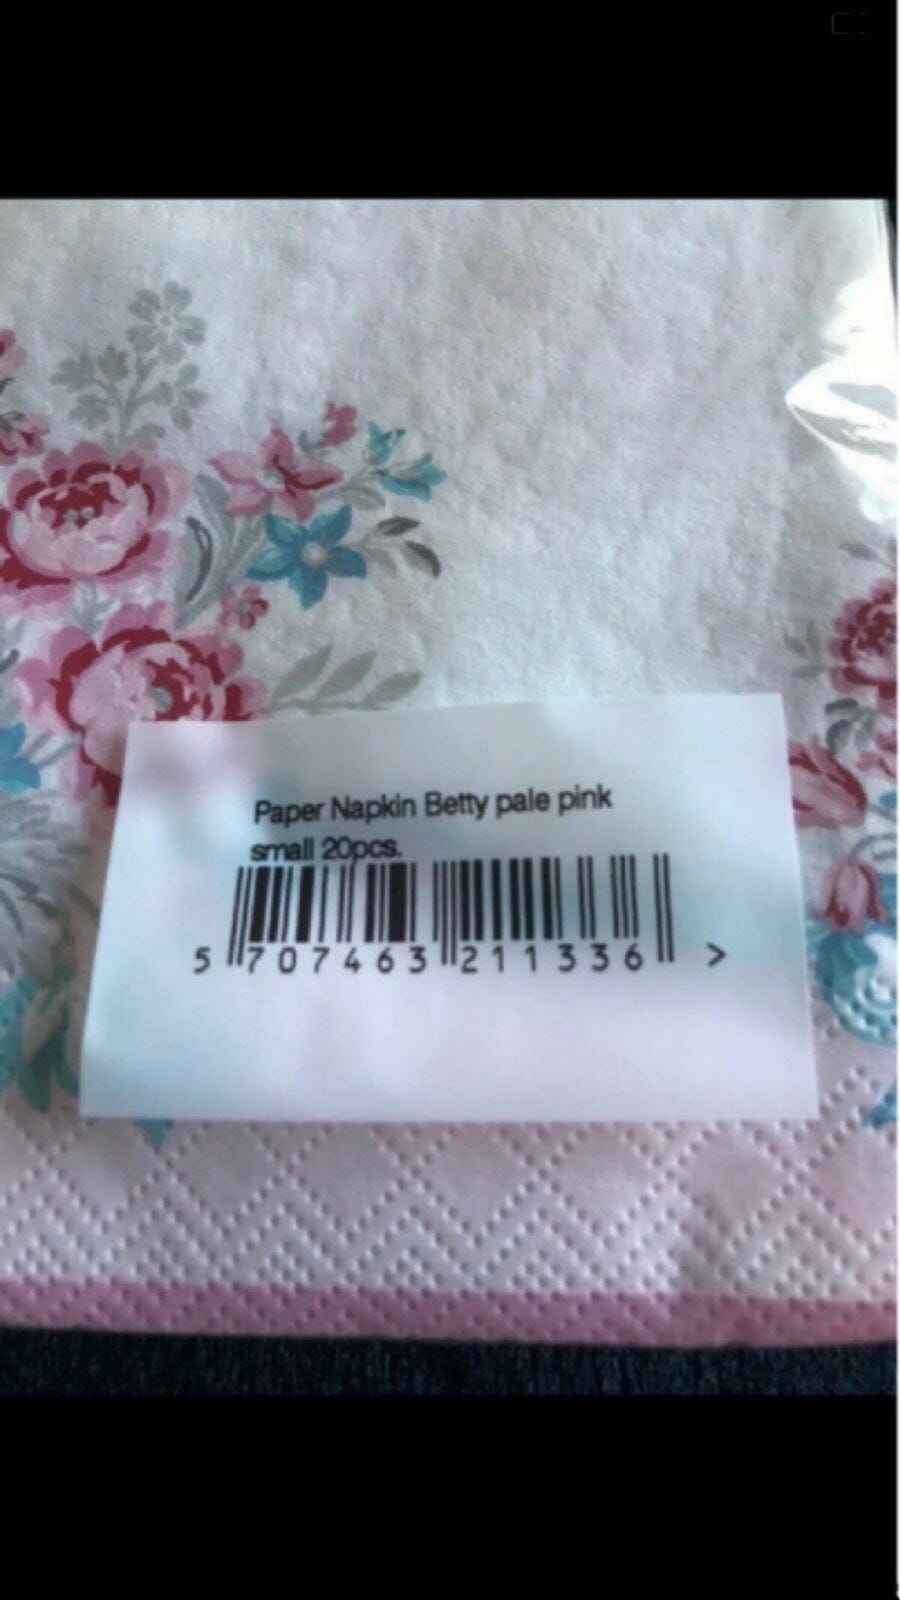 Paper Napkin Betty pale pink
small 20pcs.
5 707463 211336 >